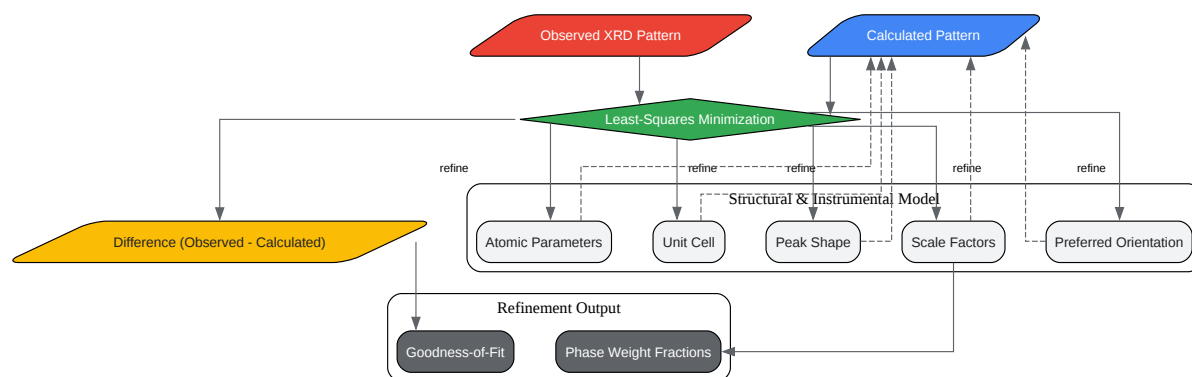 Observed XRD Pattern
Calculated Pattern
Least-Squares Minimization
refine
refine
refine
refine
refine
Structural & Instrumental Model
Difference (Observed - Calculated)
Atomic Parameters
Unit Cell
Peak Shape
Scale Factors
Preferred Orientation
Refinement Output
Goodness-of-Fit
Phase Weight Fractions